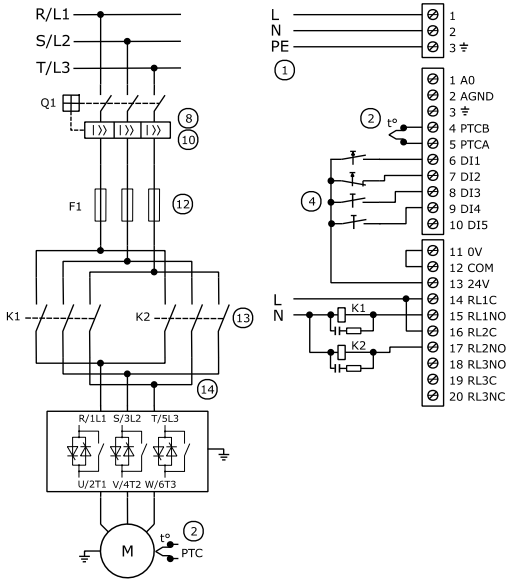 R/L1
S/L2
T/L3
Q1
I >> I >> I >>
8
10
F1
12
K1
K2
13
14
R/1L1 S/3L2 T/5L3
U/2T1 V/4T2 W/6T3
M
t°
2
PTC
L
N
PE
1
1
2
3
1 A0
2 AGND
3
4 PTCB
5 PTCA
6 DI1
7 DI2
8 DI3
9 DI4
10 DI5
2
t°
4
11 0V
12 COM
13 24V
14 RL1C
15 RL1NO
16 RL2C
17 RL2NO
18 RL3NO
19 RL3C
20 RL3NC
L
N
K1
K2